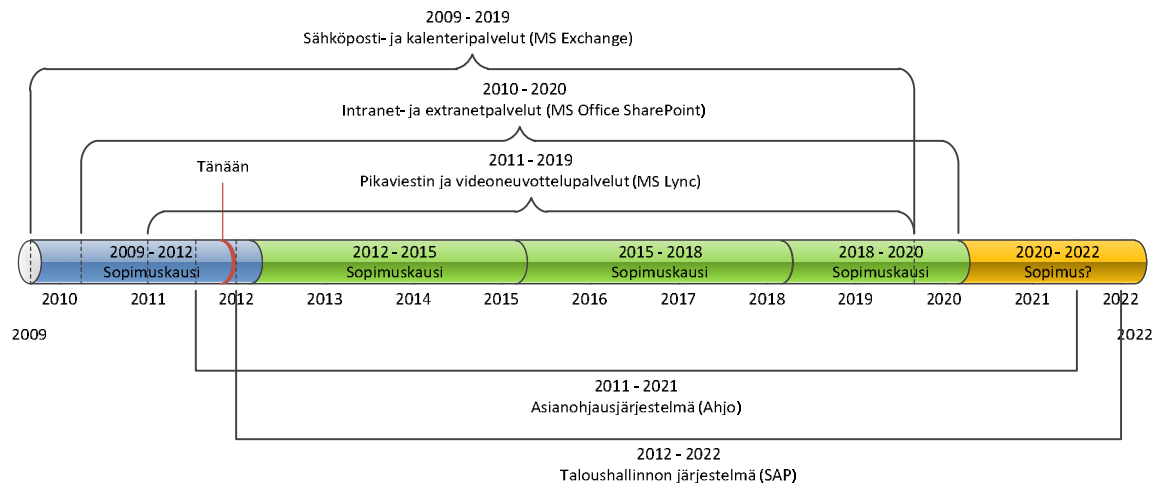 2009 - 2019
Sähköposti- ja kalenteripalvelut (MS Exchange)
2010 - 2020
Intranet- ja extranetpalvelut (MS Office SharePoint)
Tänään
2011 - 2019
Pikaviestin ja videoneuvottelupalvelut (MS Lync)
2009 - 2012
Sopimuskausi
2012 - 2015
Sopimuskausi
2015 - 2018
Sopimuskausi
2018 - 2020
Sopimuskausi
2020 - 2022
Sopimus?
2010 2011 2012 2013 2014 2015 2016 2017 2018 2019 2020 2021 2022
2009 2022
2011 - 2021
Asianohjausjärjestelmä (Ahjo)
2012 - 2022
Taloushallinnon järjestelmä (SAP)